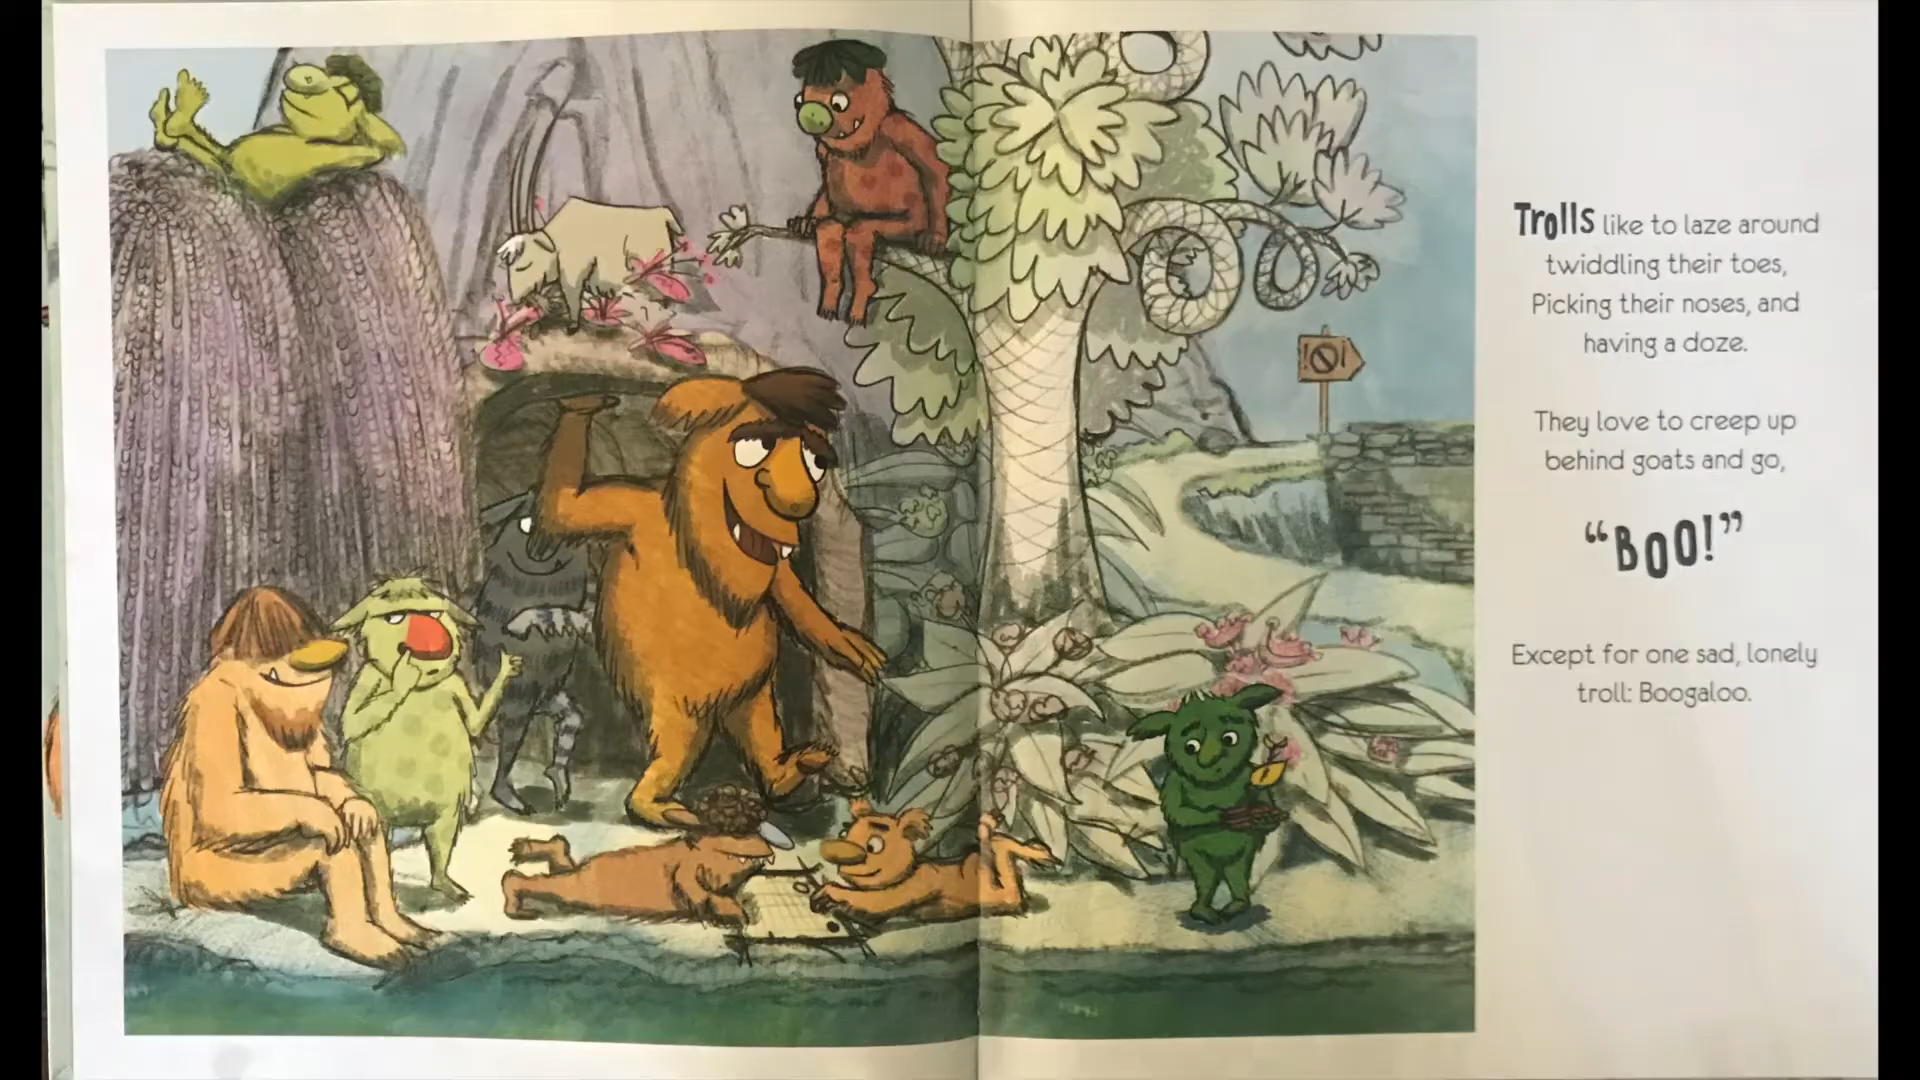 Trolls like to laze around
twiddling their toes,
Picking their noses, and
having a doze.
They love to creep up
behind goats and go,
“BOO!”
Except for one sad, lonely
troll: Boogaloo.